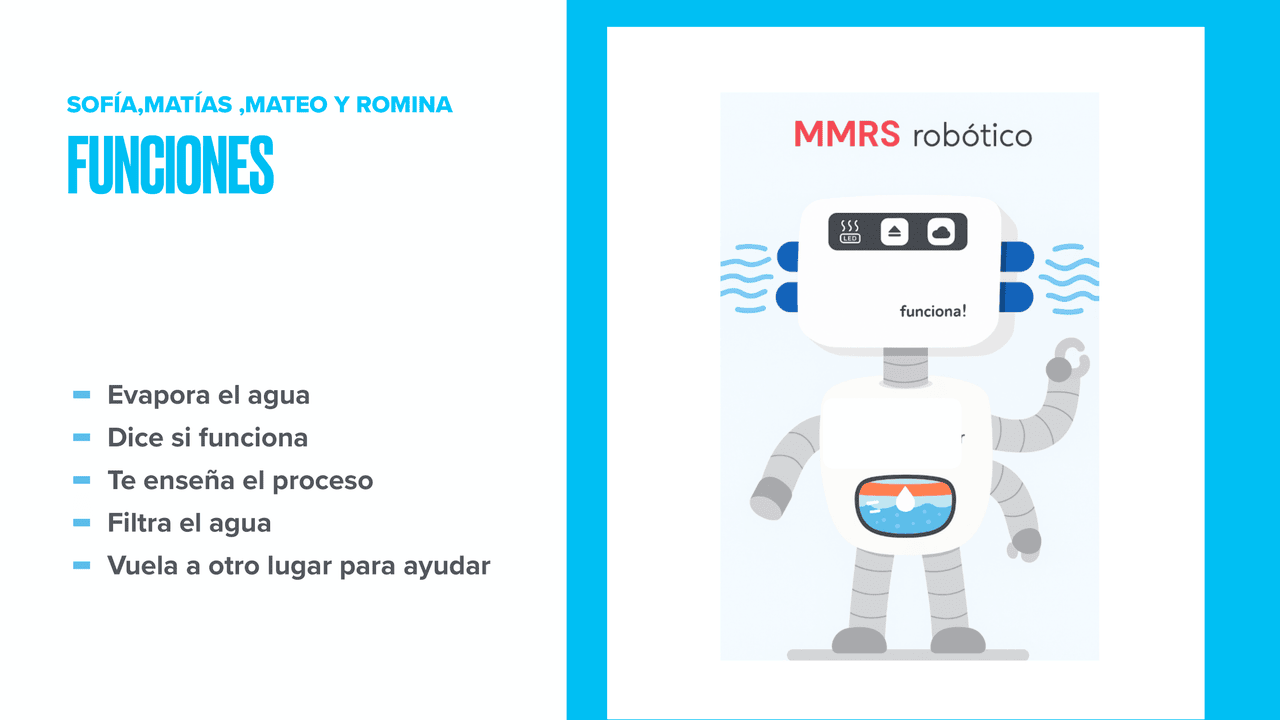 SOFÍA,MATÍAS ,MATEO Y ROMINA
FUNCIONES
Evapora el agua
Dice si funciona
Te enseña el proceso
Filtra el agua
Vuela a otro lugar para ayudar
MMRS robótico
LED
funciona!